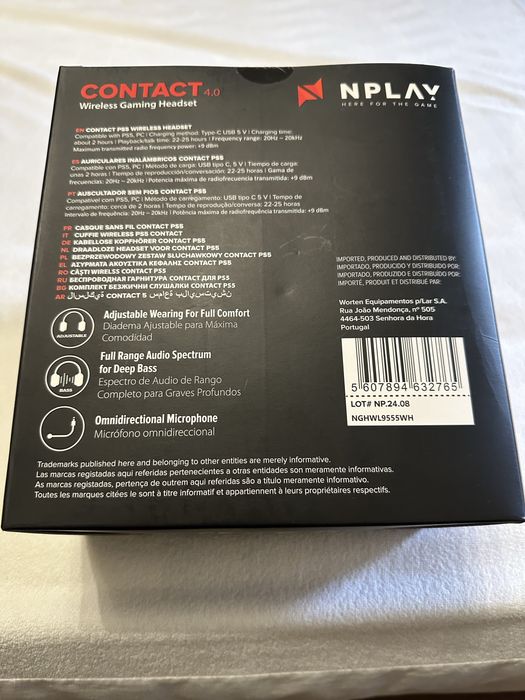 CONTACT 4.0
Wireless Gaming Headset
NPLAY
HERE FOR THE GAME
EN CONTACT PS5 WIRELESS HEADSET
Compatible with PS5, PC | Charging method: Type-C USB 5 V | Charging time:
about 2 hours | Playback/talk time: 22-25 hours | Frequency range: 20Hz – 20kHz
Maximum transmitted radio frequency power: +9 dBm
ES AURICULARES INALÁMBRICOS CONTACT PS5
Compatible con PS5, PC | Método de carga: USB tipo C, 5 V | Tiempo de carga:
unas 2 horas | Tiempo de reproducción/conversación: 22-25 horas | Gama de
frecuencias: 20Hz – 20kHz | Potencia máxima de radiofrecuencia transmitida: +9 dBm
PT AUSCULTADOR SEM FIOS CONTACT PS5
Compatível com PS5, PC | Método de carregamento: USB tipo C 5 V | Tempo de
carregamento: cerca de 2 horas | Tempo de reprodução/conversa: 22-25 horas
Intervalo de frequência: 20Hz – 20kHz | Potência máxima de radiofrequência transmitida: +9 dBm
FR CASQUE SANS FIL CONTACT PS5
IT CUFFIE WIRELESS PS5 CONTACT
DE KABELLOSE KOPFHÖRER CONTACT PS5
NL DRAADLOZE HEADSET VOOR CONTACT PS5
PL BEZPRZEWODOWY ZESTAW SŁUCHAWKOWY CONTACT PS5
EL ΑΣΥΡΜΑΤΑ ΑΚΟΥΣΤΙΚΑ ΚΕΦΑΛΗΣ CONTACT PS5
RO CĂȘTI WIRELSS CONTACT PS5
RU БЕСПРОВОДНАЯ ГАРНИТУРА CONTACT ДЛЯ PS5
BG КОМПЛЕКТ БЕЗЖИЧНИ СЛУШАЛКИ CONTACT PS5
AR CONTACT 5
IMPORTED, PRODUCED AND DISTRIBUTED BY:
IMPORTADO, PRODUCIDO Y DISTRIBUIDO POR:
IMPORTADO, PRODUZIDO E DISTRIBUIDO POR:
IMPORTÉ, PRODUIT ET DISTRIBUÉ PAR:
Worten Equipamentos p/Lar S.A.
Rua João Mendonça, nº 505
4464-503 Senhora da Hora
Portugal
5 607894 632765
LOT# NP.24.08
NGHWL9555WH
ADJUSTABLE
Adjustable Wearing For Full Comfort
Diadema Ajustable para Máxima
Comodidad
BASS
Full Range Audio Spectrum
for Deep Bass
Espectro de Audio de Rango
Completo para Graves Profundos
Omnidirectional Microphone
Micrófono omnidireccional
Trademarks published here and belonging to other entities are merely informative.
Las marcas registradas aquí referidas pertenecientes a otras entidades son meramente informativas.
As marcas registadas, pertença de outrem aqui referidas são a título meramente informativo.
Toutes les marques citées le sont à titre informatif et appartiennent à leurs propriétaires respectifs.